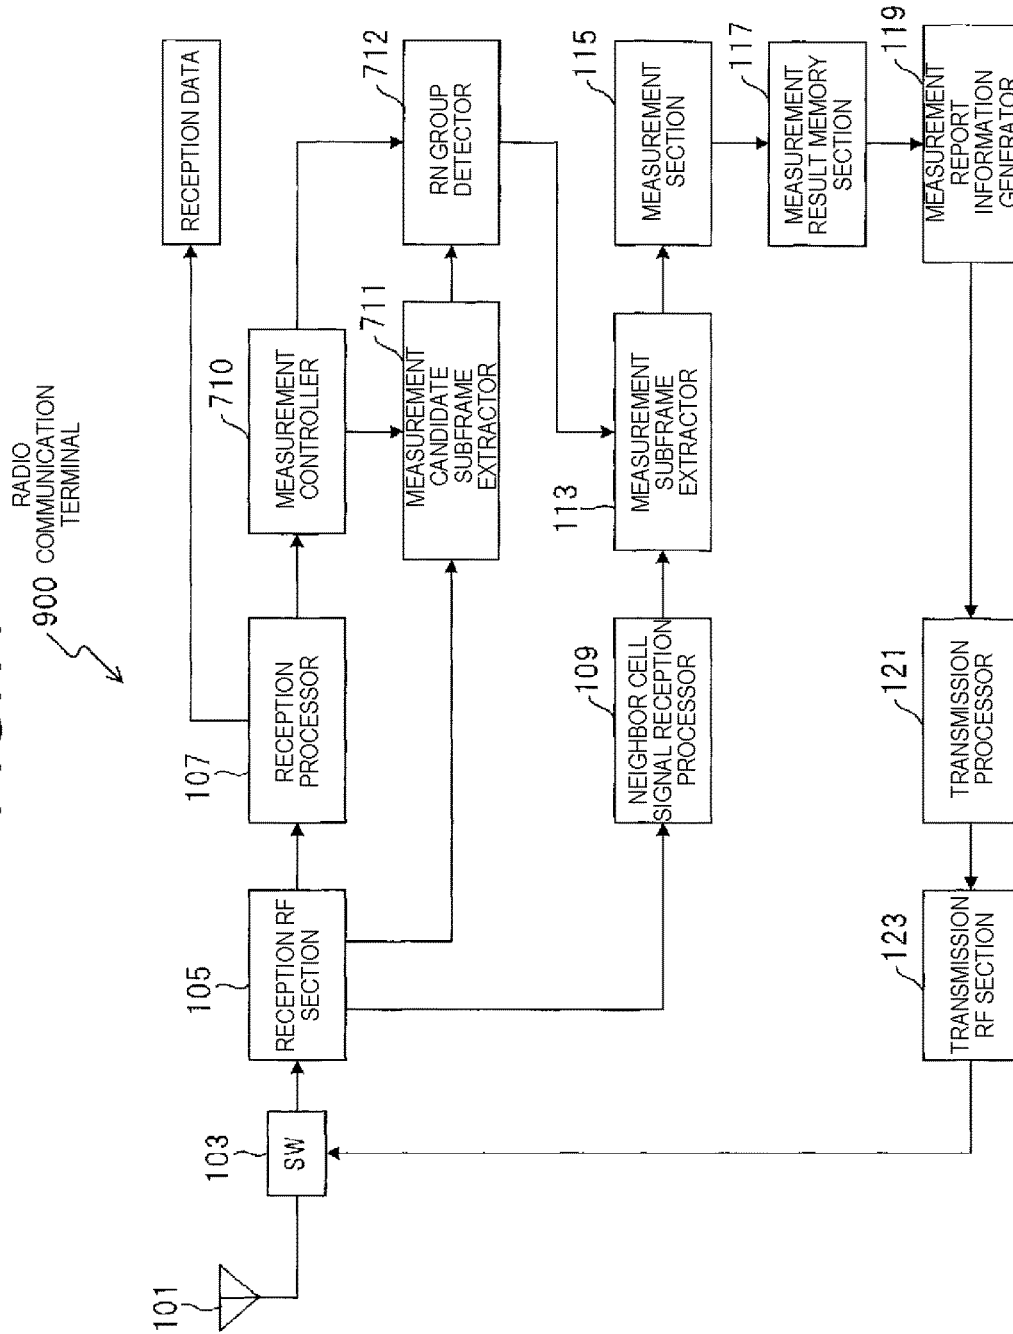 RADIO
900 COMMUNICATION
TERMINAL
101
103
SW
105
RECEPTION RF
SECTION
107
RECEPTION
PROCESSOR
710
MEASUREMENT
CONTROLLER
RECEPTION DATA
711
MEASUREMENT
CANDIDATE
SUBFRAME
EXTRACTOR
712
RN GROUP
DETECTOR
109
NEIGHBOR CELL
SIGNAL RECEPTION
PROCESSOR
113
MEASUREMENT
SUBFRAME
EXTRACTOR
115
MEASUREMENT
SECTION
117
MEASUREMENT
RESULT MEMORY
SECTION
119
MEASUREMENT
REPORT
INFORMATION
GENERATOR
121
TRANSMISSION
PROCESSOR
123
TRANSMISSION
RF SECTION